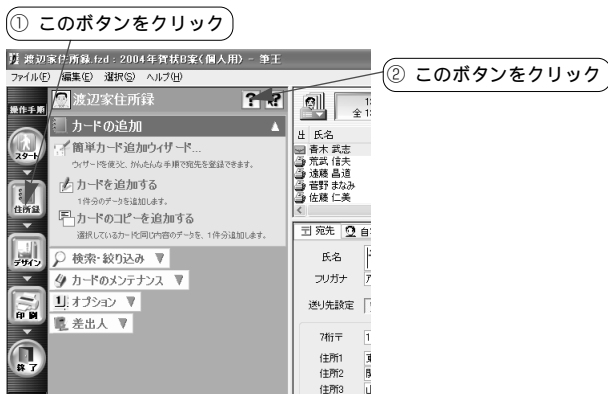 ① このボタンをクリック
渡辺家住所録.fzd : 2004年賀状B案(個人用) - 筆王
ファイル(F) 編集(E) 選択(S) ヘルプ(H)
② このボタンをクリック
操作手順
渡辺家住所録
カードの追加
簡単カード追加ウィザード...
ウィザードを使うと、かんたんな手順で宛先を登録できます。
カードを追加する
1件分のデータを追加します。
カードのコピーを追加する
選択しているカードと同じ内容のデータを、1件分追加します。
検索・絞り込み
カードのメンテナンス
オプション
差出人
スタート
住所録
デザイン
印刷
終了
氏名
青木 武志
荒武 信夫
遠藤 昌道
菅野 まなみ
佐藤 仁美
宛先
氏名
フリガナ
送り先設定
7桁〒
住所1
住所2
住所3